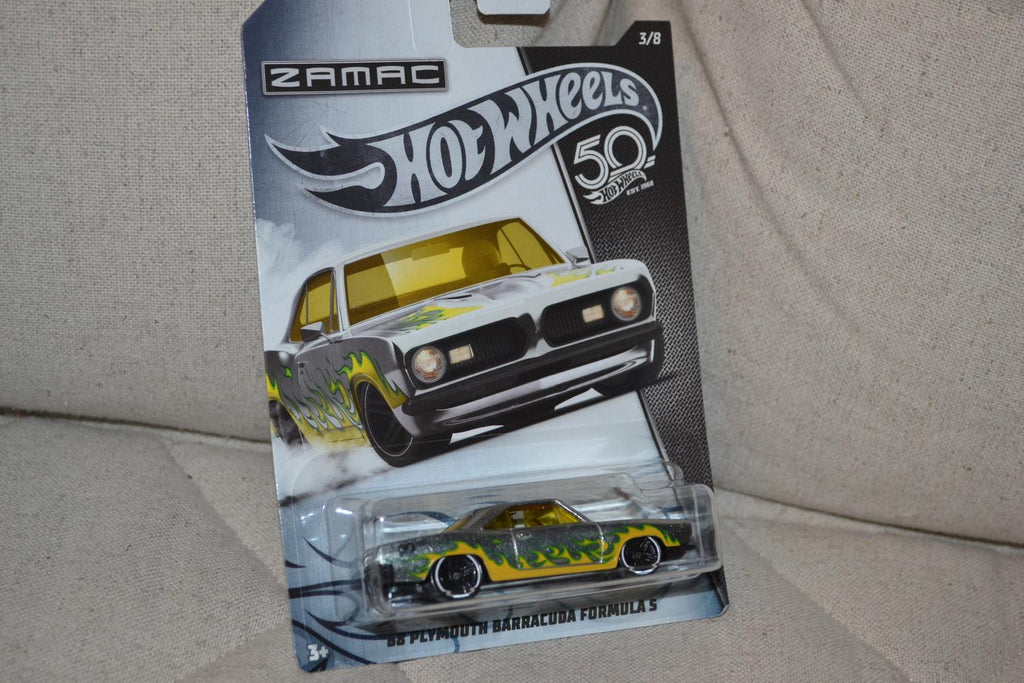 3/8
ZAMAC
HOT WHEELS
50
HOT WHEELS
EST. 1968
68 PLYMOUTH BARRACUDA FORMULA S
3+